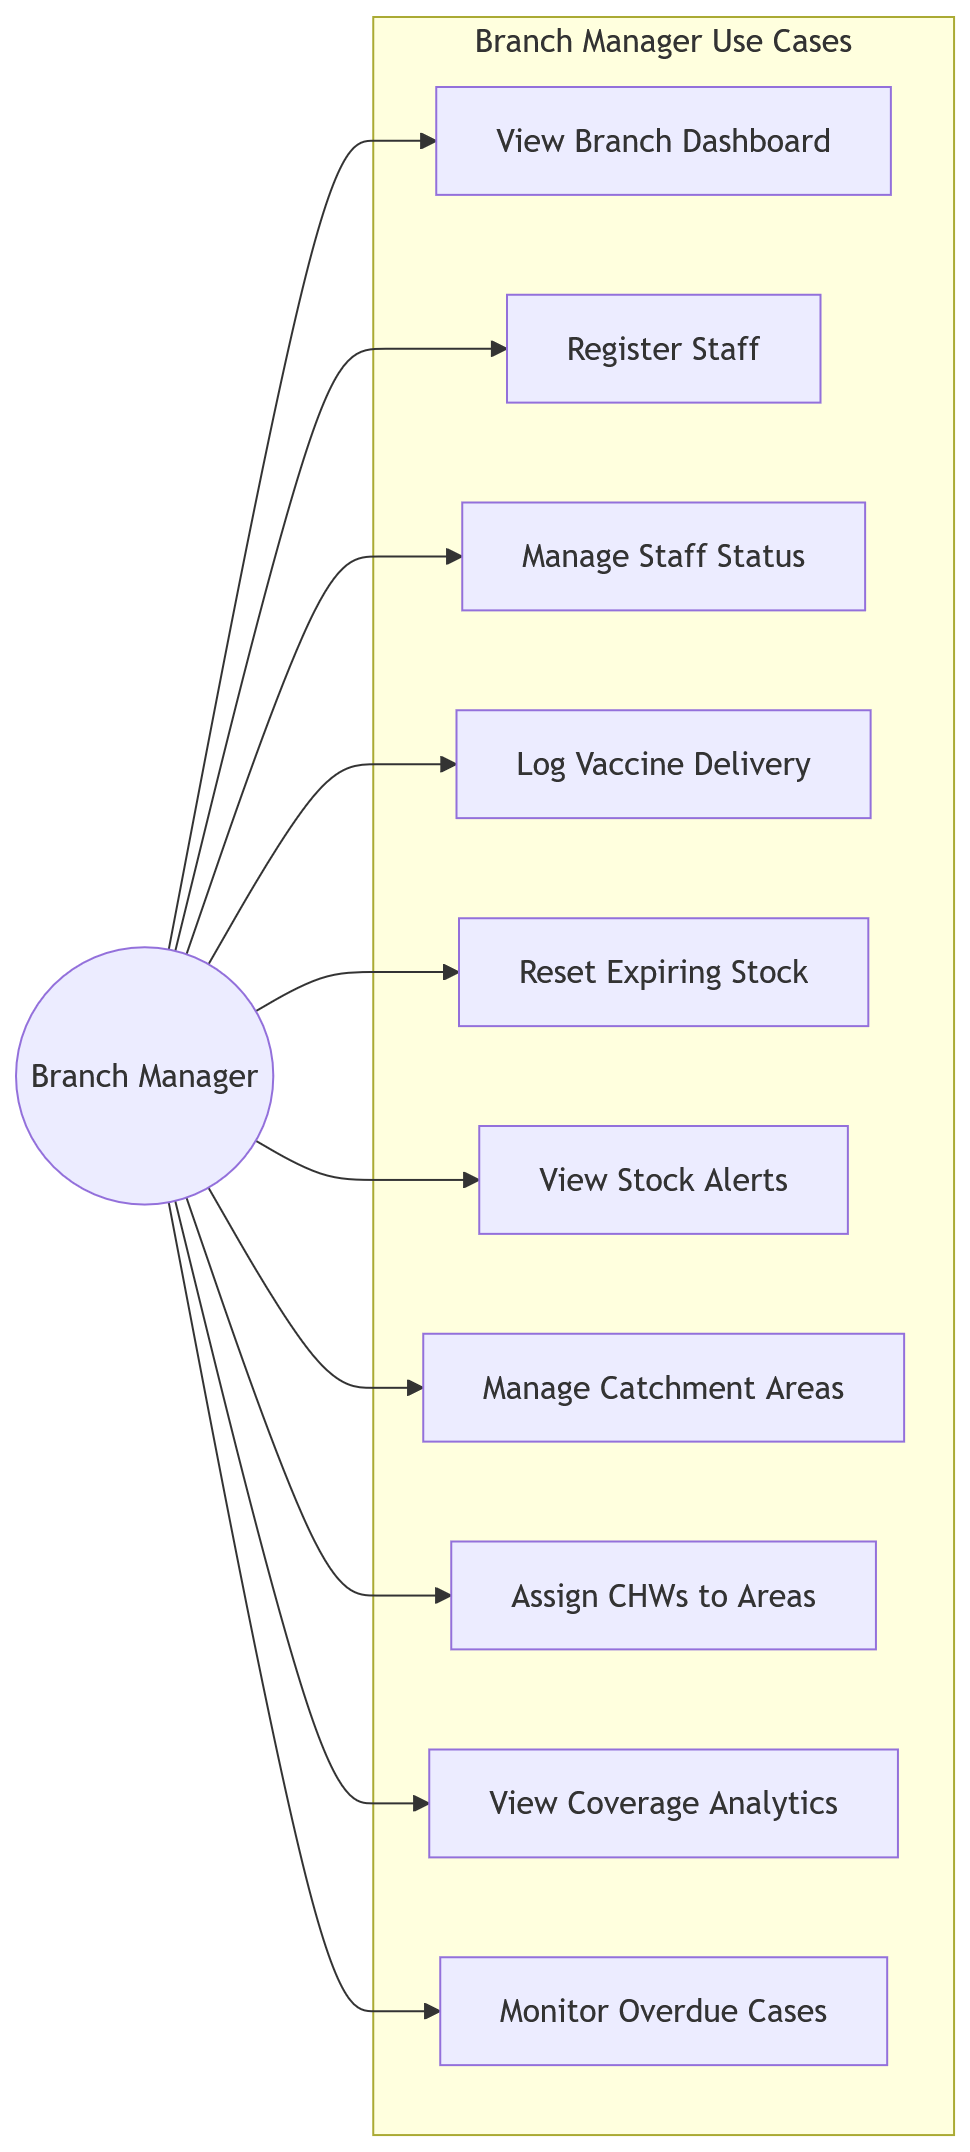 Branch Manager Use Cases
View Branch Dashboard
Register Staff
Manage Staff Status
Log Vaccine Delivery
Reset Expiring Stock
Branch Manager
View Stock Alerts
Manage Catchment Areas
Assign CHWs to Areas
View Coverage Analytics
Monitor Overdue Cases